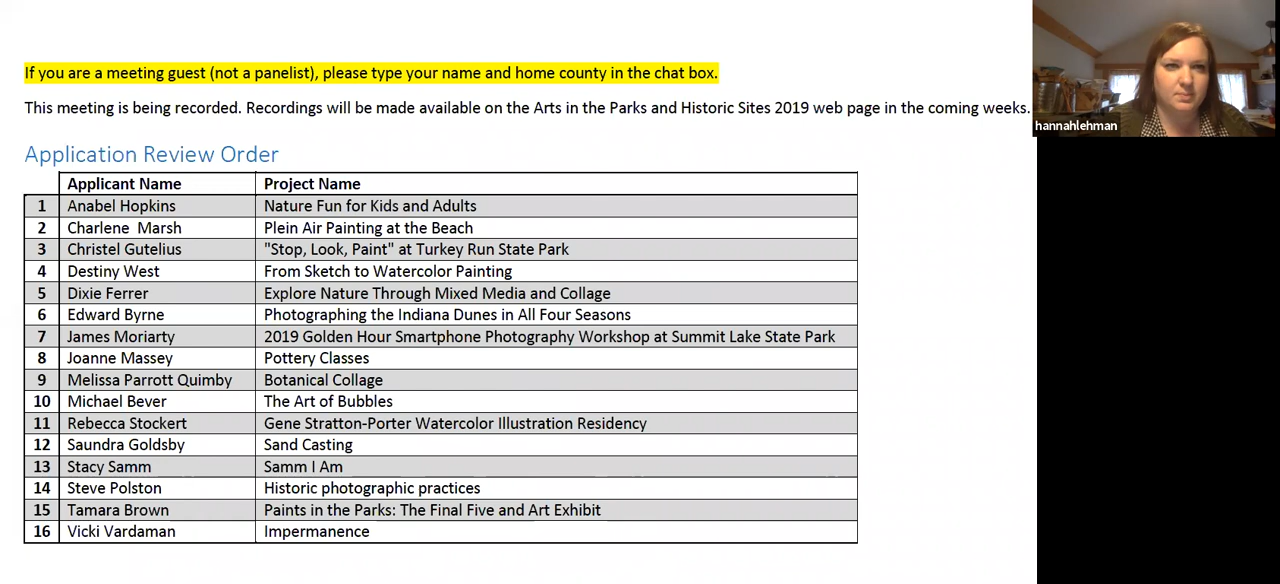 If you are a meeting guest (not a panelist), please type your name and home county in the chat box.
This meeting is being recorded. Recordings will be made available on the Arts in the Parks and Historic Sites 2019 web page in the coming weeks.
hannahlehman
Application Review Order
Applicant Name Project Name
1 Anabel Hopkins Nature Fun for Kids and Adults
2 Charlene Marsh Plein Air Painting at the Beach
3 Christel Gutelius "Stop, Look, Paint" at Turkey Run State Park
4 Destiny West From Sketch to Watercolor Painting
5 Dixie Ferrer Explore Nature Through Mixed Media and Collage
6 Edward Byrne Photographing the Indiana Dunes in All Four Seasons
7 James Moriarty 2019 Golden Hour Smartphone Photography Workshop at Summit Lake State Park
8 Joanne Massey Pottery Classes
9 Melissa Parrott Quimby Botanical Collage
10 Michael Bever The Art of Bubbles
11 Rebecca Stockert Gene Stratton-Porter Watercolor Illustration Residency
12 Saundra Goldsby Sand Casting
13 Stacy Samm Samm I Am
14 Steve Polston Historic photographic practices
15 Tamara Brown Paints in the Parks: The Final Five and Art Exhibit
16 Vicki Vardaman Impermanence